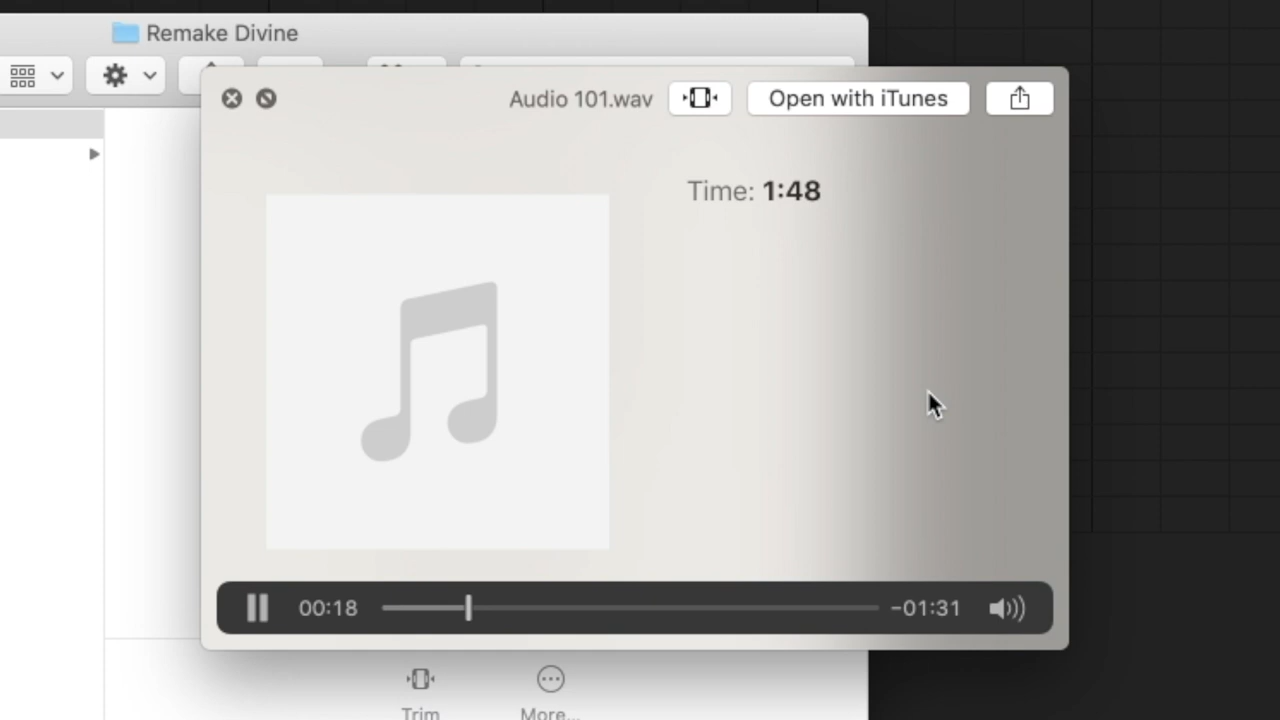 Remake Divine
Audio 101.wav
Open with iTunes
Time: 1:48
00:18
-01:31
Trim
More...